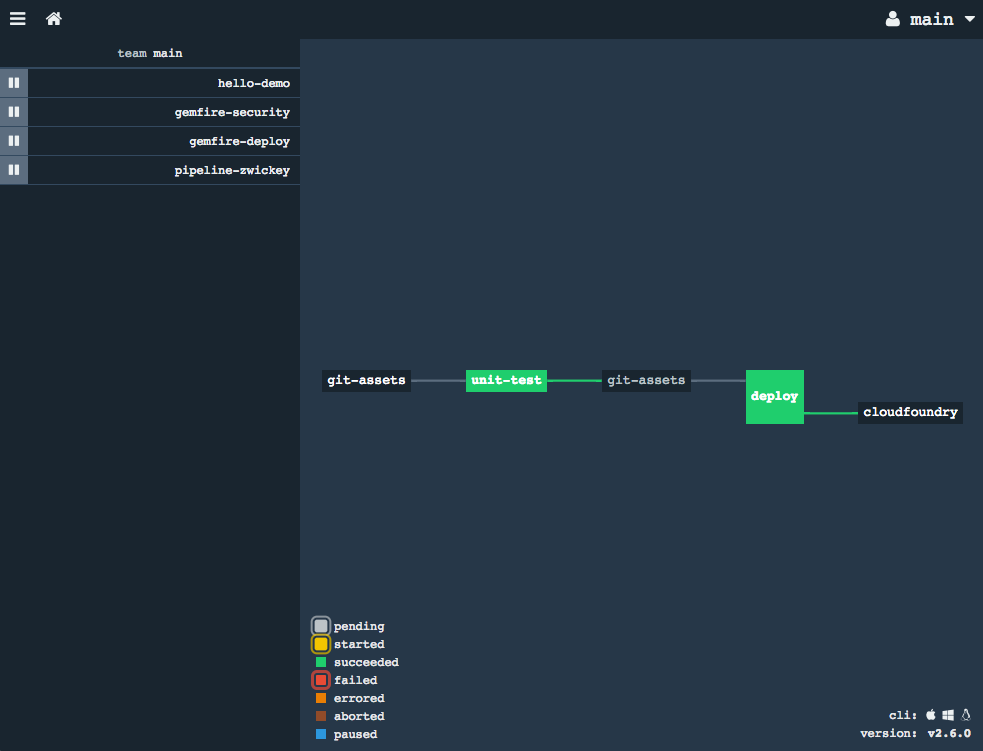 main
team main
hello-demo
gemfire-security
gemfire-deploy
pipeline-zwickey
git-assets unit-test git-assets deploy
cloudfoundry
pending
started
succeeded
failed
errored
aborted
paused
cli:
version: v2.6.0